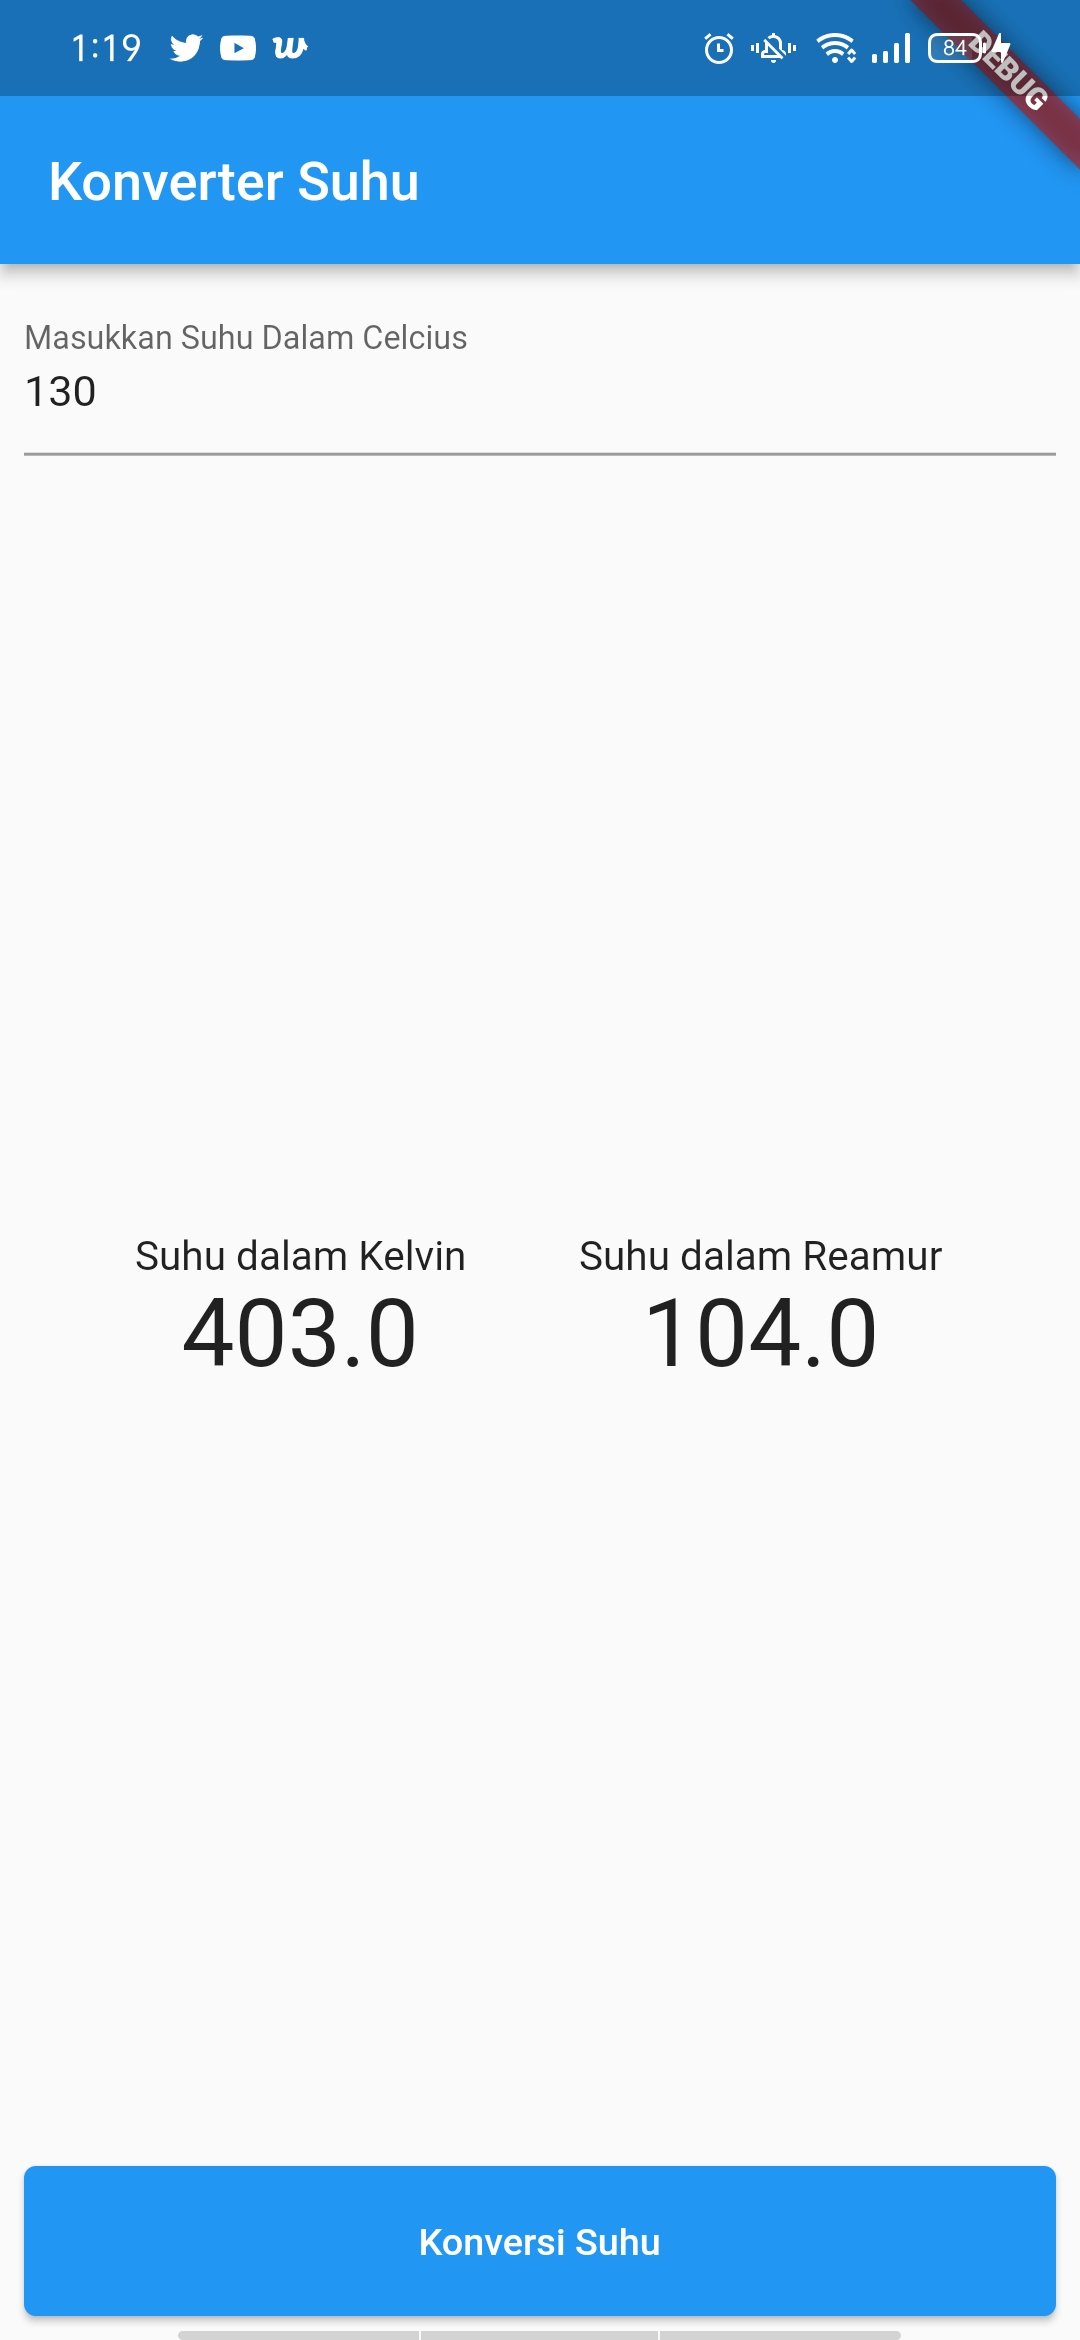 1:19
84
DEBUG
Konverter Suhu
Masukkan Suhu Dalam Celcius
130
Suhu dalam Kelvin
403.0
Suhu dalam Reamur
104.0
Konversi Suhu